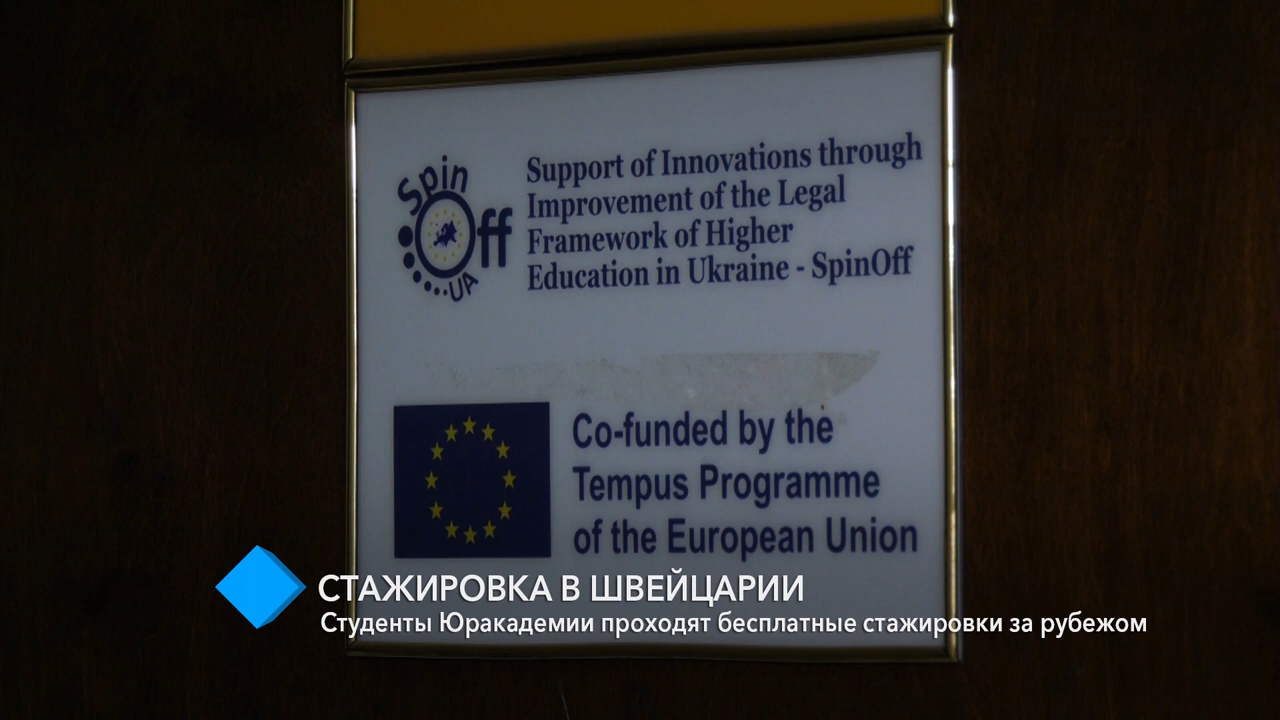 Spin
Off
UA
Support of Innovations through
Improvement of the Legal
Framework of Higher
Education in Ukraine - SpinOff
Co-funded by the
Tempus Programme
of the European Union
СТАЖИРОВКА В ШВЕЙЦАРИИ
Студенты Юракадемии проходят бесплатные стажировки за рубежом